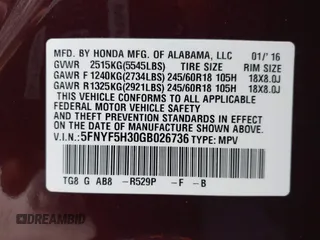 MFD. BY HONDA MFG. OF ALABAMA, LLC 01/'16
GVWR 2515KG(5545LBS)
GAWR F 1240KG(2734LBS) 245/60R18 105H 18X8.0J
GAWR R 1325KG(2921LBS) 245/60R18 105H 18X8.0J
THIS VEHICLE CONFORMS TO ALL APPLICABLE
FEDERAL MOTOR VEHICLE SAFETY AND THEFT
PREVENTION STANDARDS IN EFFECT ON THE DATE
OF MANUFACTURE SHOWN ABOVE.
V.I.N.: 5FNYF5H30GB026736 TYPE: MPV
TG8 G AB8 -R529P -F -B
DREAMBID